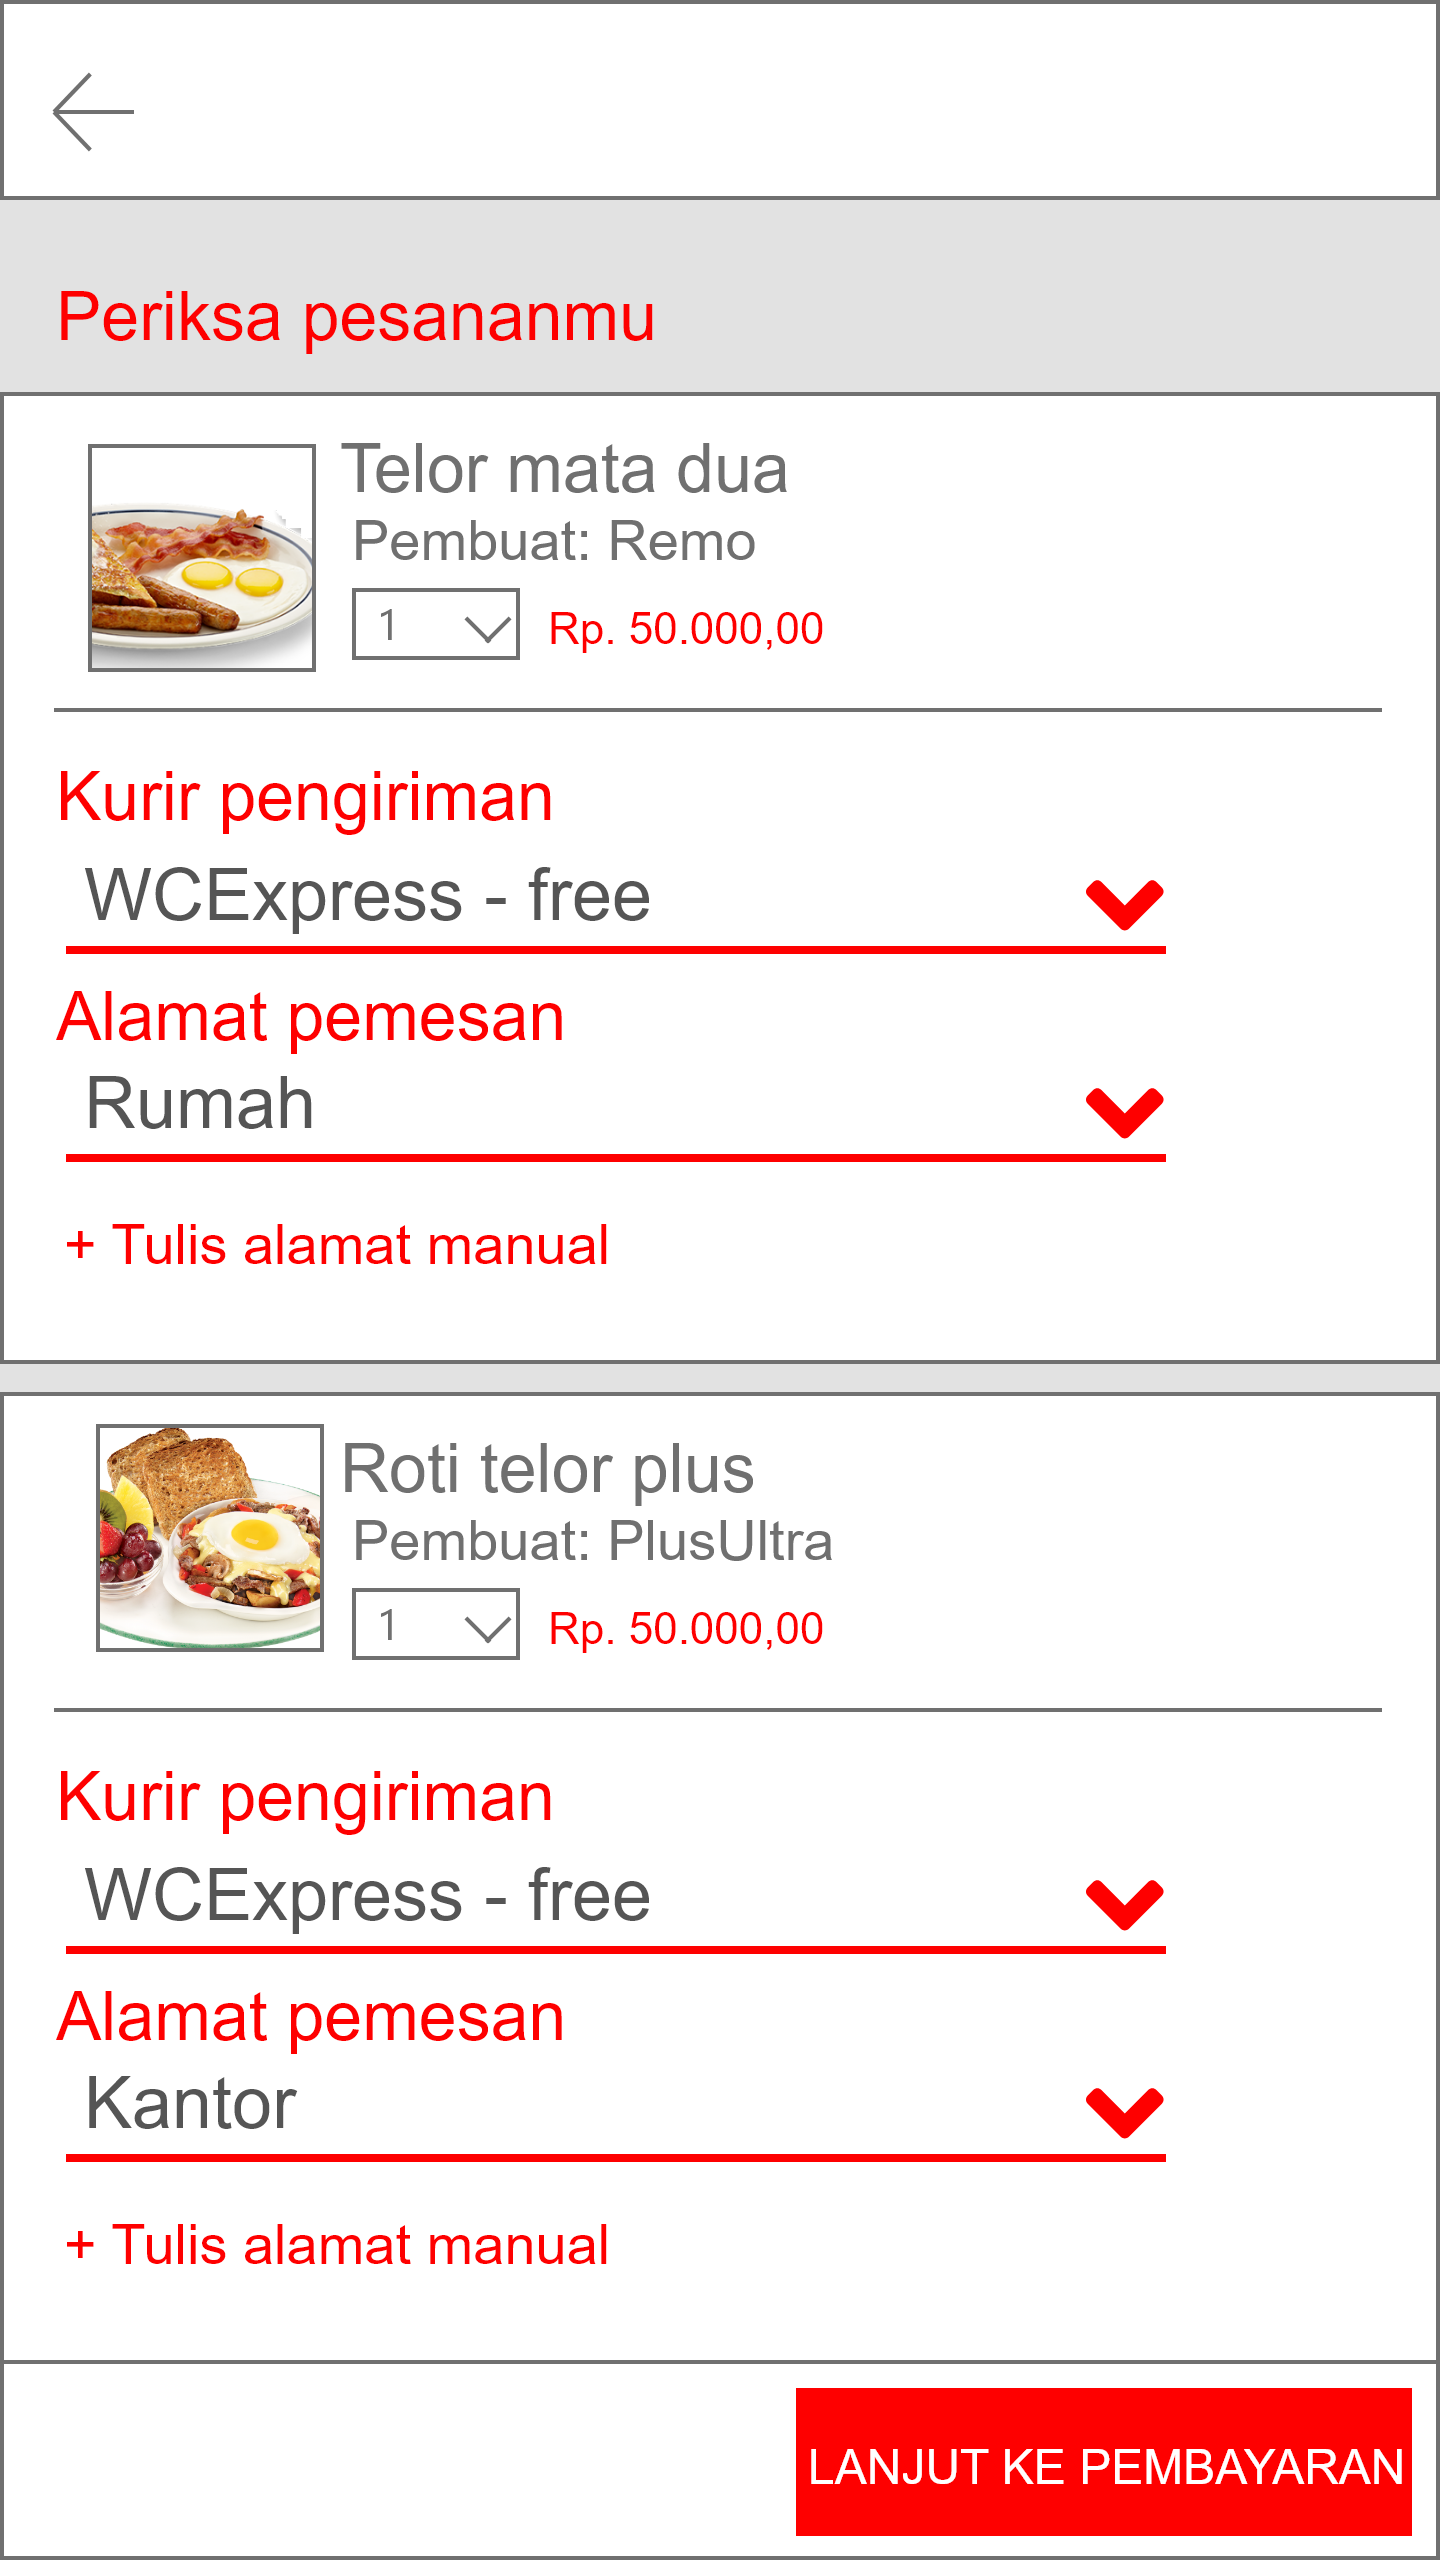 Periksa pesananmu
Telor mata dua
Pembuat: Remo
1
Rp. 50.000,00
Kurir pengiriman
WCExpress - free
Alamat pemesan
Rumah
+ Tulis alamat manual
Roti telor plus
Pembuat: PlusUltra
1
Rp. 50.000,00
Kurir pengiriman
WCExpress - free
Alamat pemesan
Kantor
+ Tulis alamat manual
LANJUT KE PEMBAYARAN